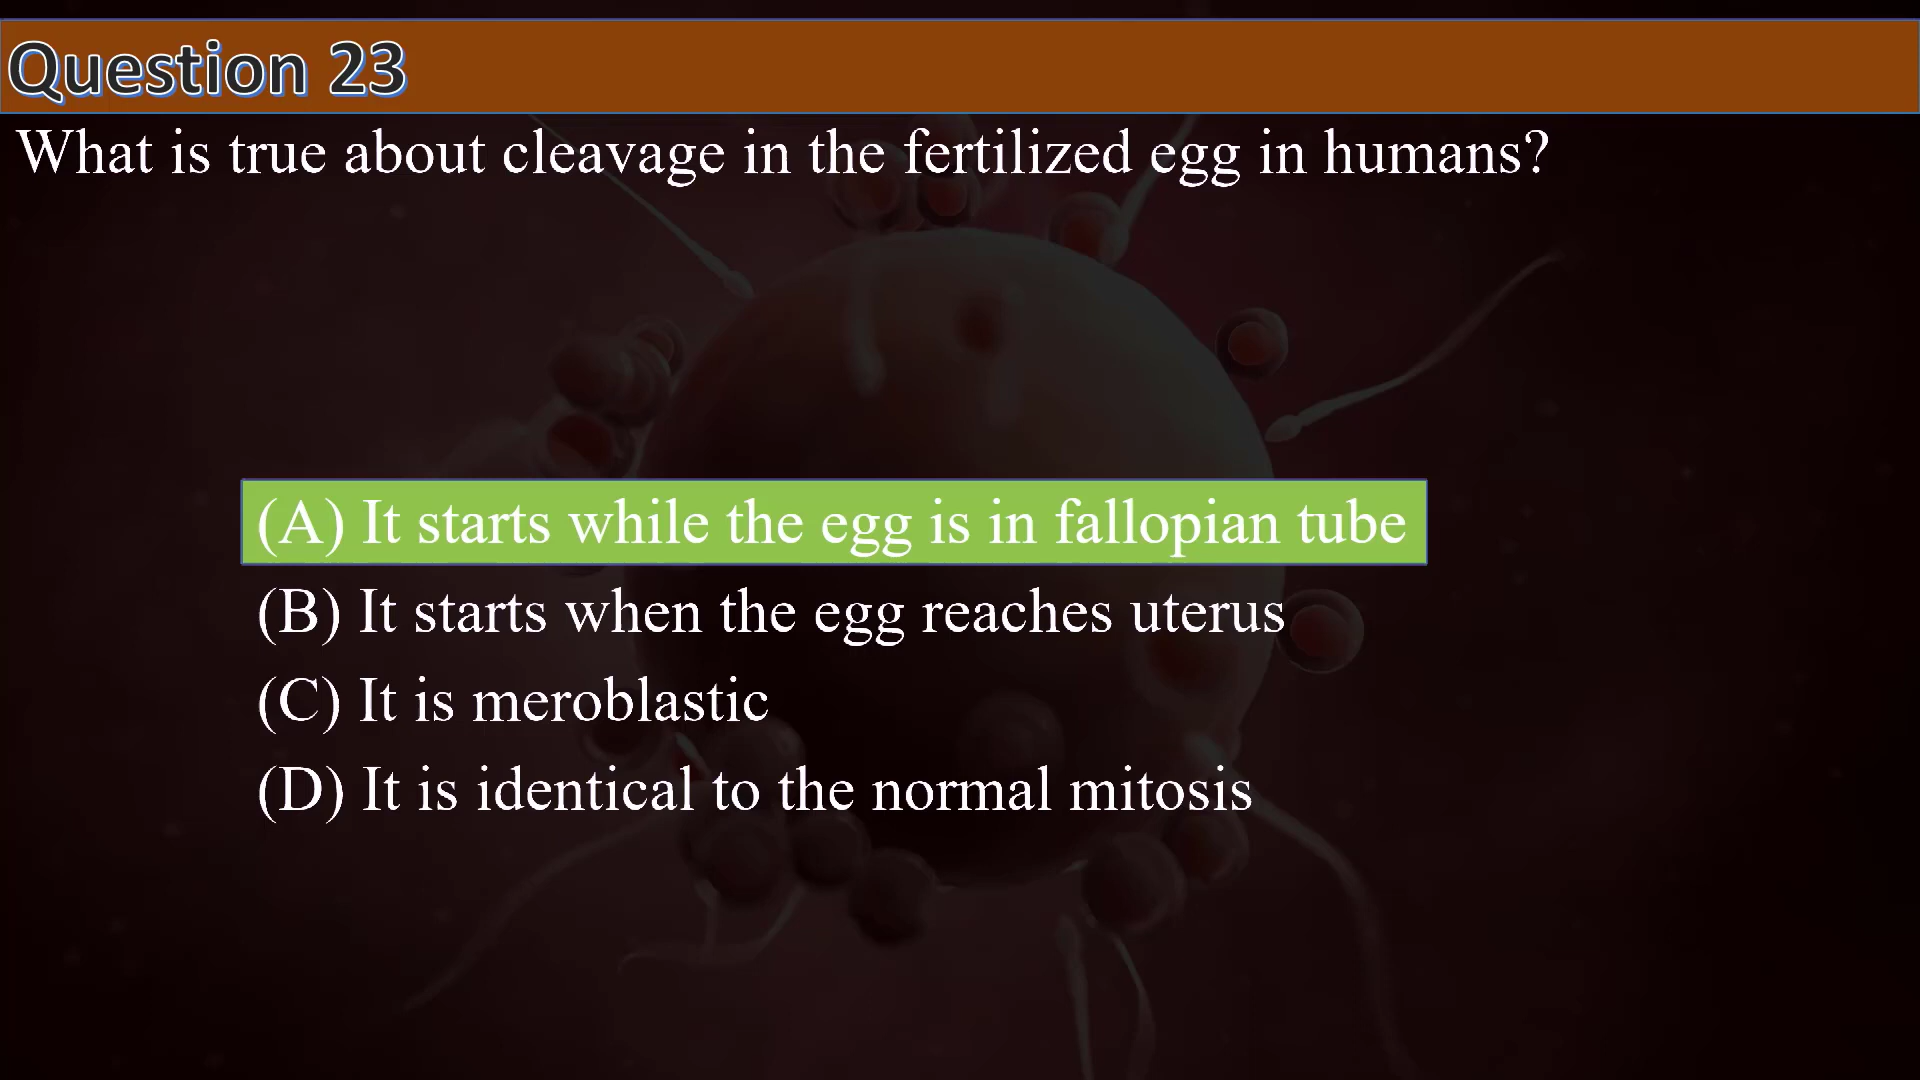 Question 23
What is true about cleavage in the fertilized egg in humans?
(A) It starts while the egg is in fallopian tube
(B) It starts when the egg reaches uterus
(C) It is meroblastic
(D) It is identical to the normal mitosis